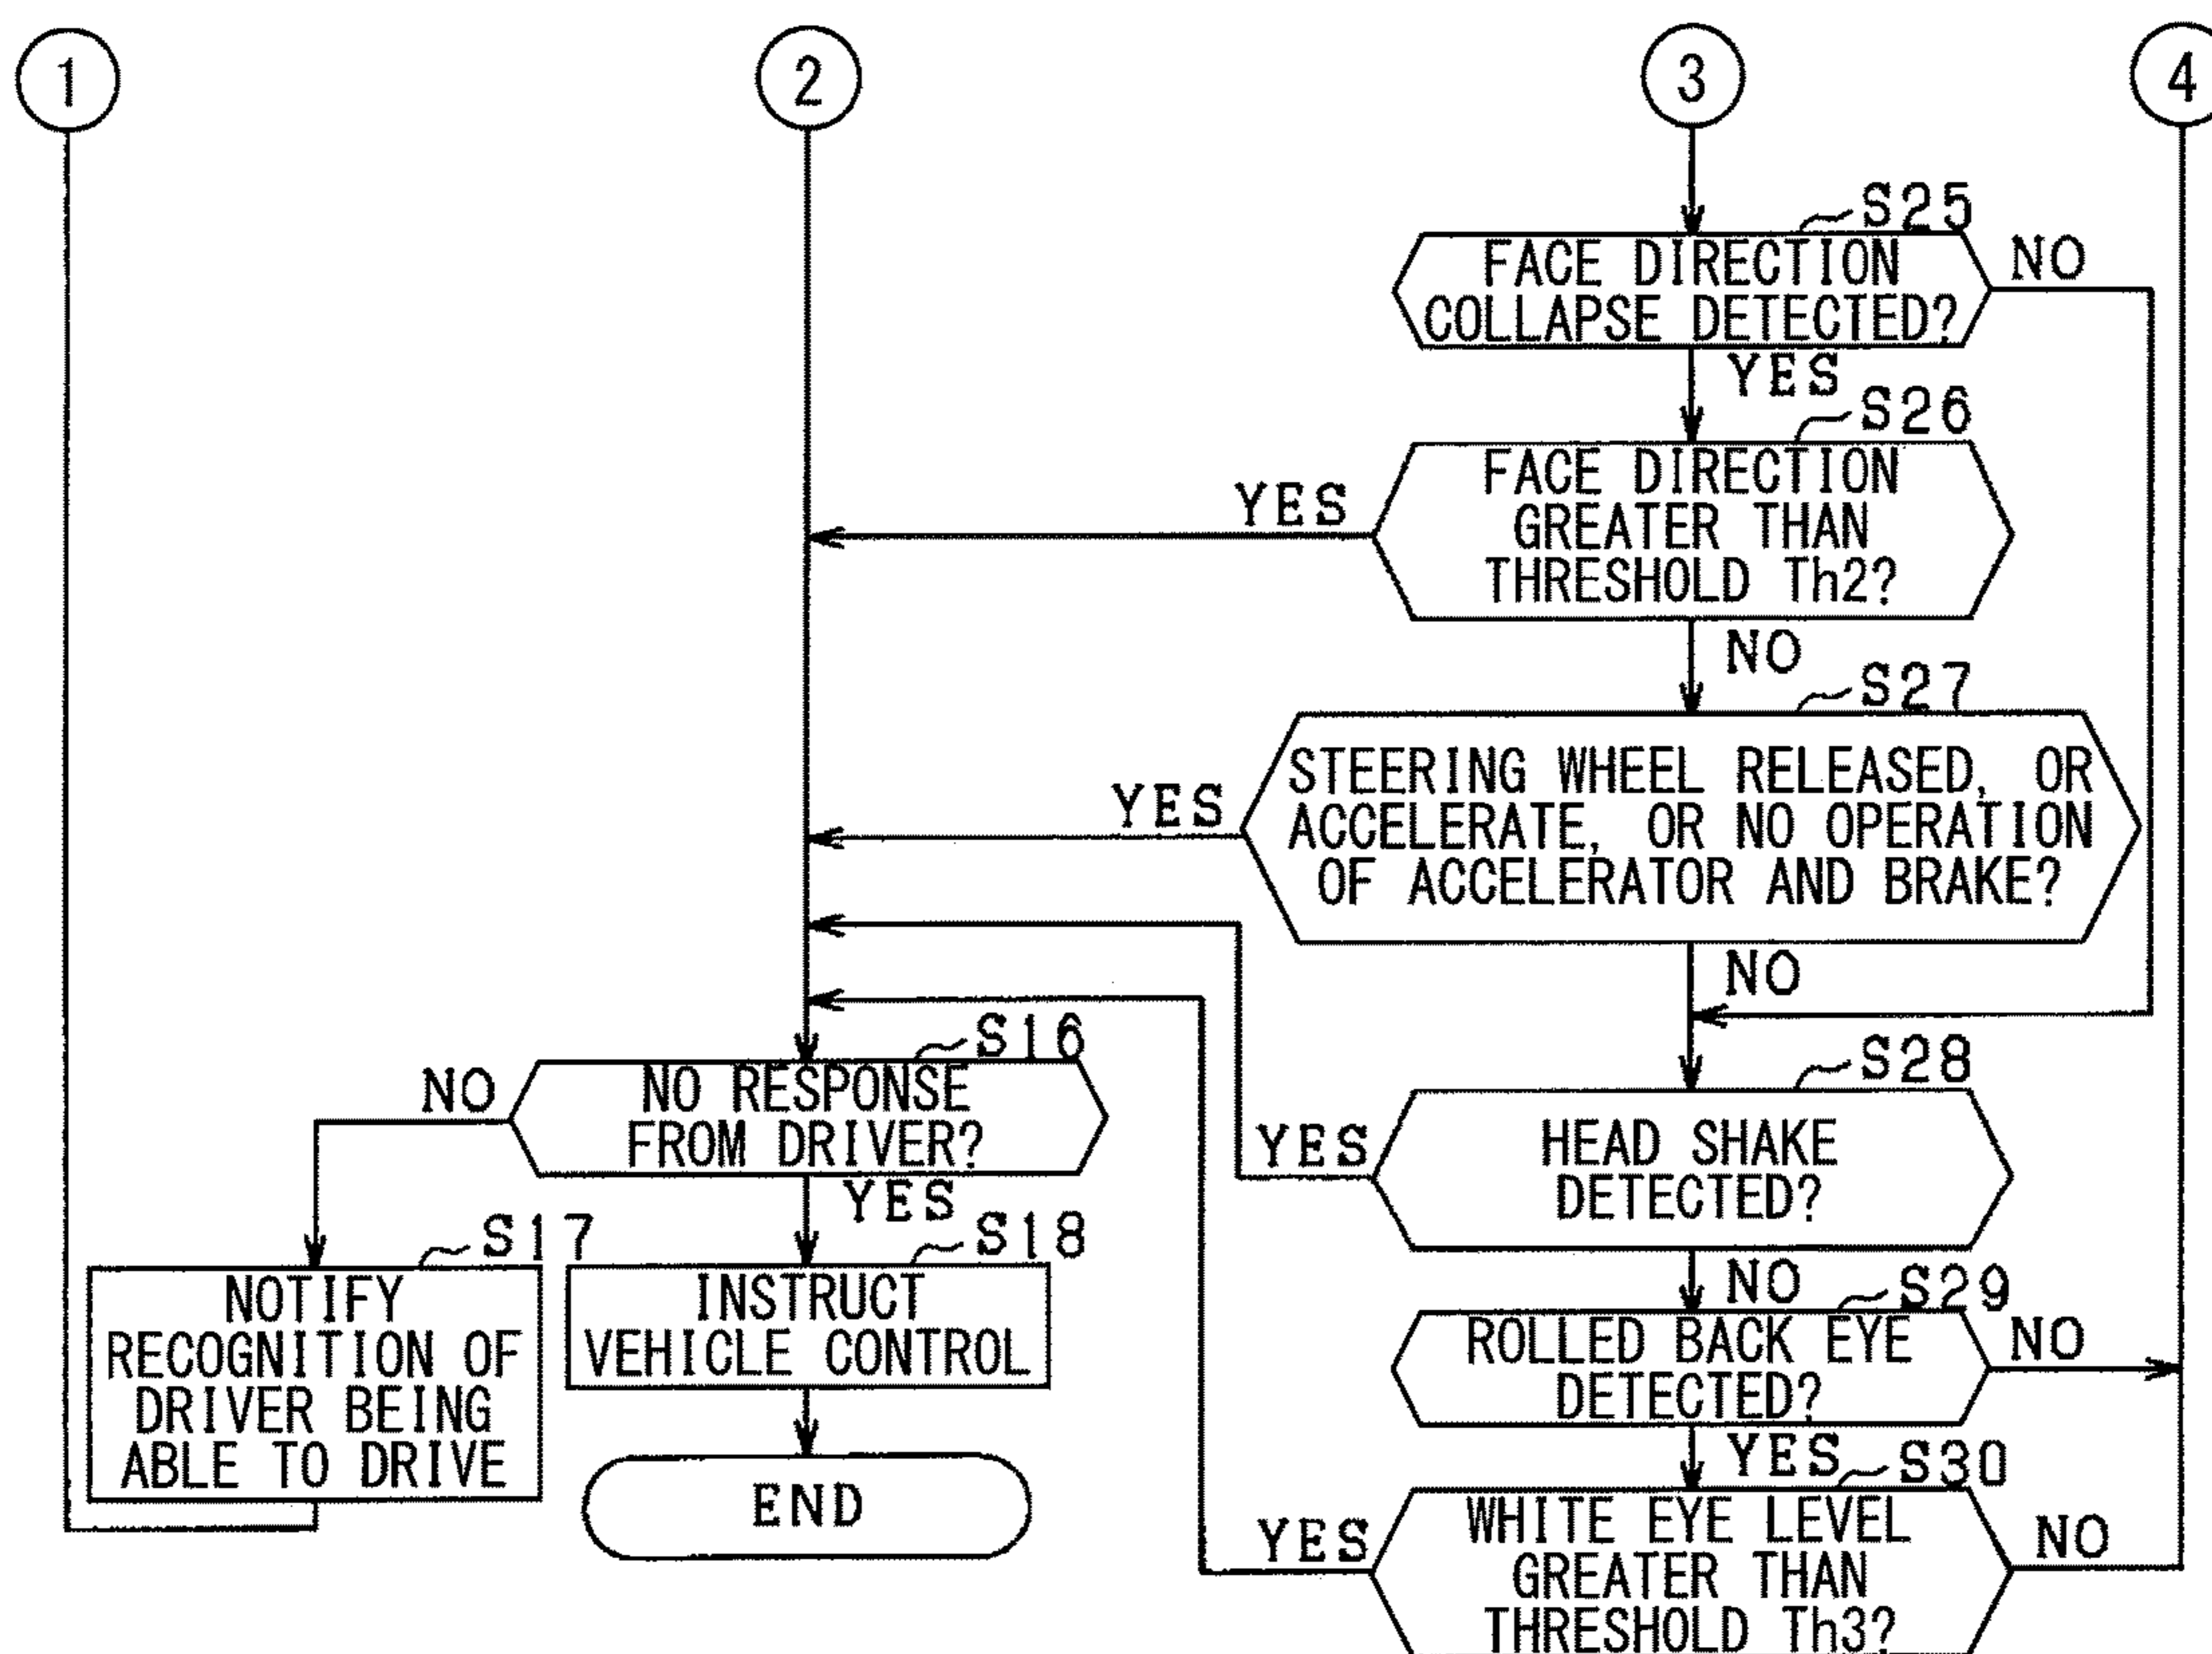 1
2
3
4
S25
FACE DIRECTION
COLLAPSE DETECTED?
NO
YES
S26
FACE DIRECTION
GREATER THAN
THRESHOLD Th2?
YES
NO
S27
STEERING WHEEL RELEASED, OR
ACCELERATE, OR NO OPERATION
OF ACCELERATOR AND BRAKE?
YES
NO
S16
NO RESPONSE
FROM DRIVER?
NO
YES
S28
HEAD SHAKE
DETECTED?
YES
NO
S17
NOTIFY
RECOGNITION OF
DRIVER BEING
ABLE TO DRIVE
S18
INSTRUCT
VEHICLE CONTROL
END
S29
ROLLED BACK EYE
DETECTED?
NO
YES
S30
WHITE EYE LEVEL
GREATER THAN
THRESHOLD Th3?
YES
NO